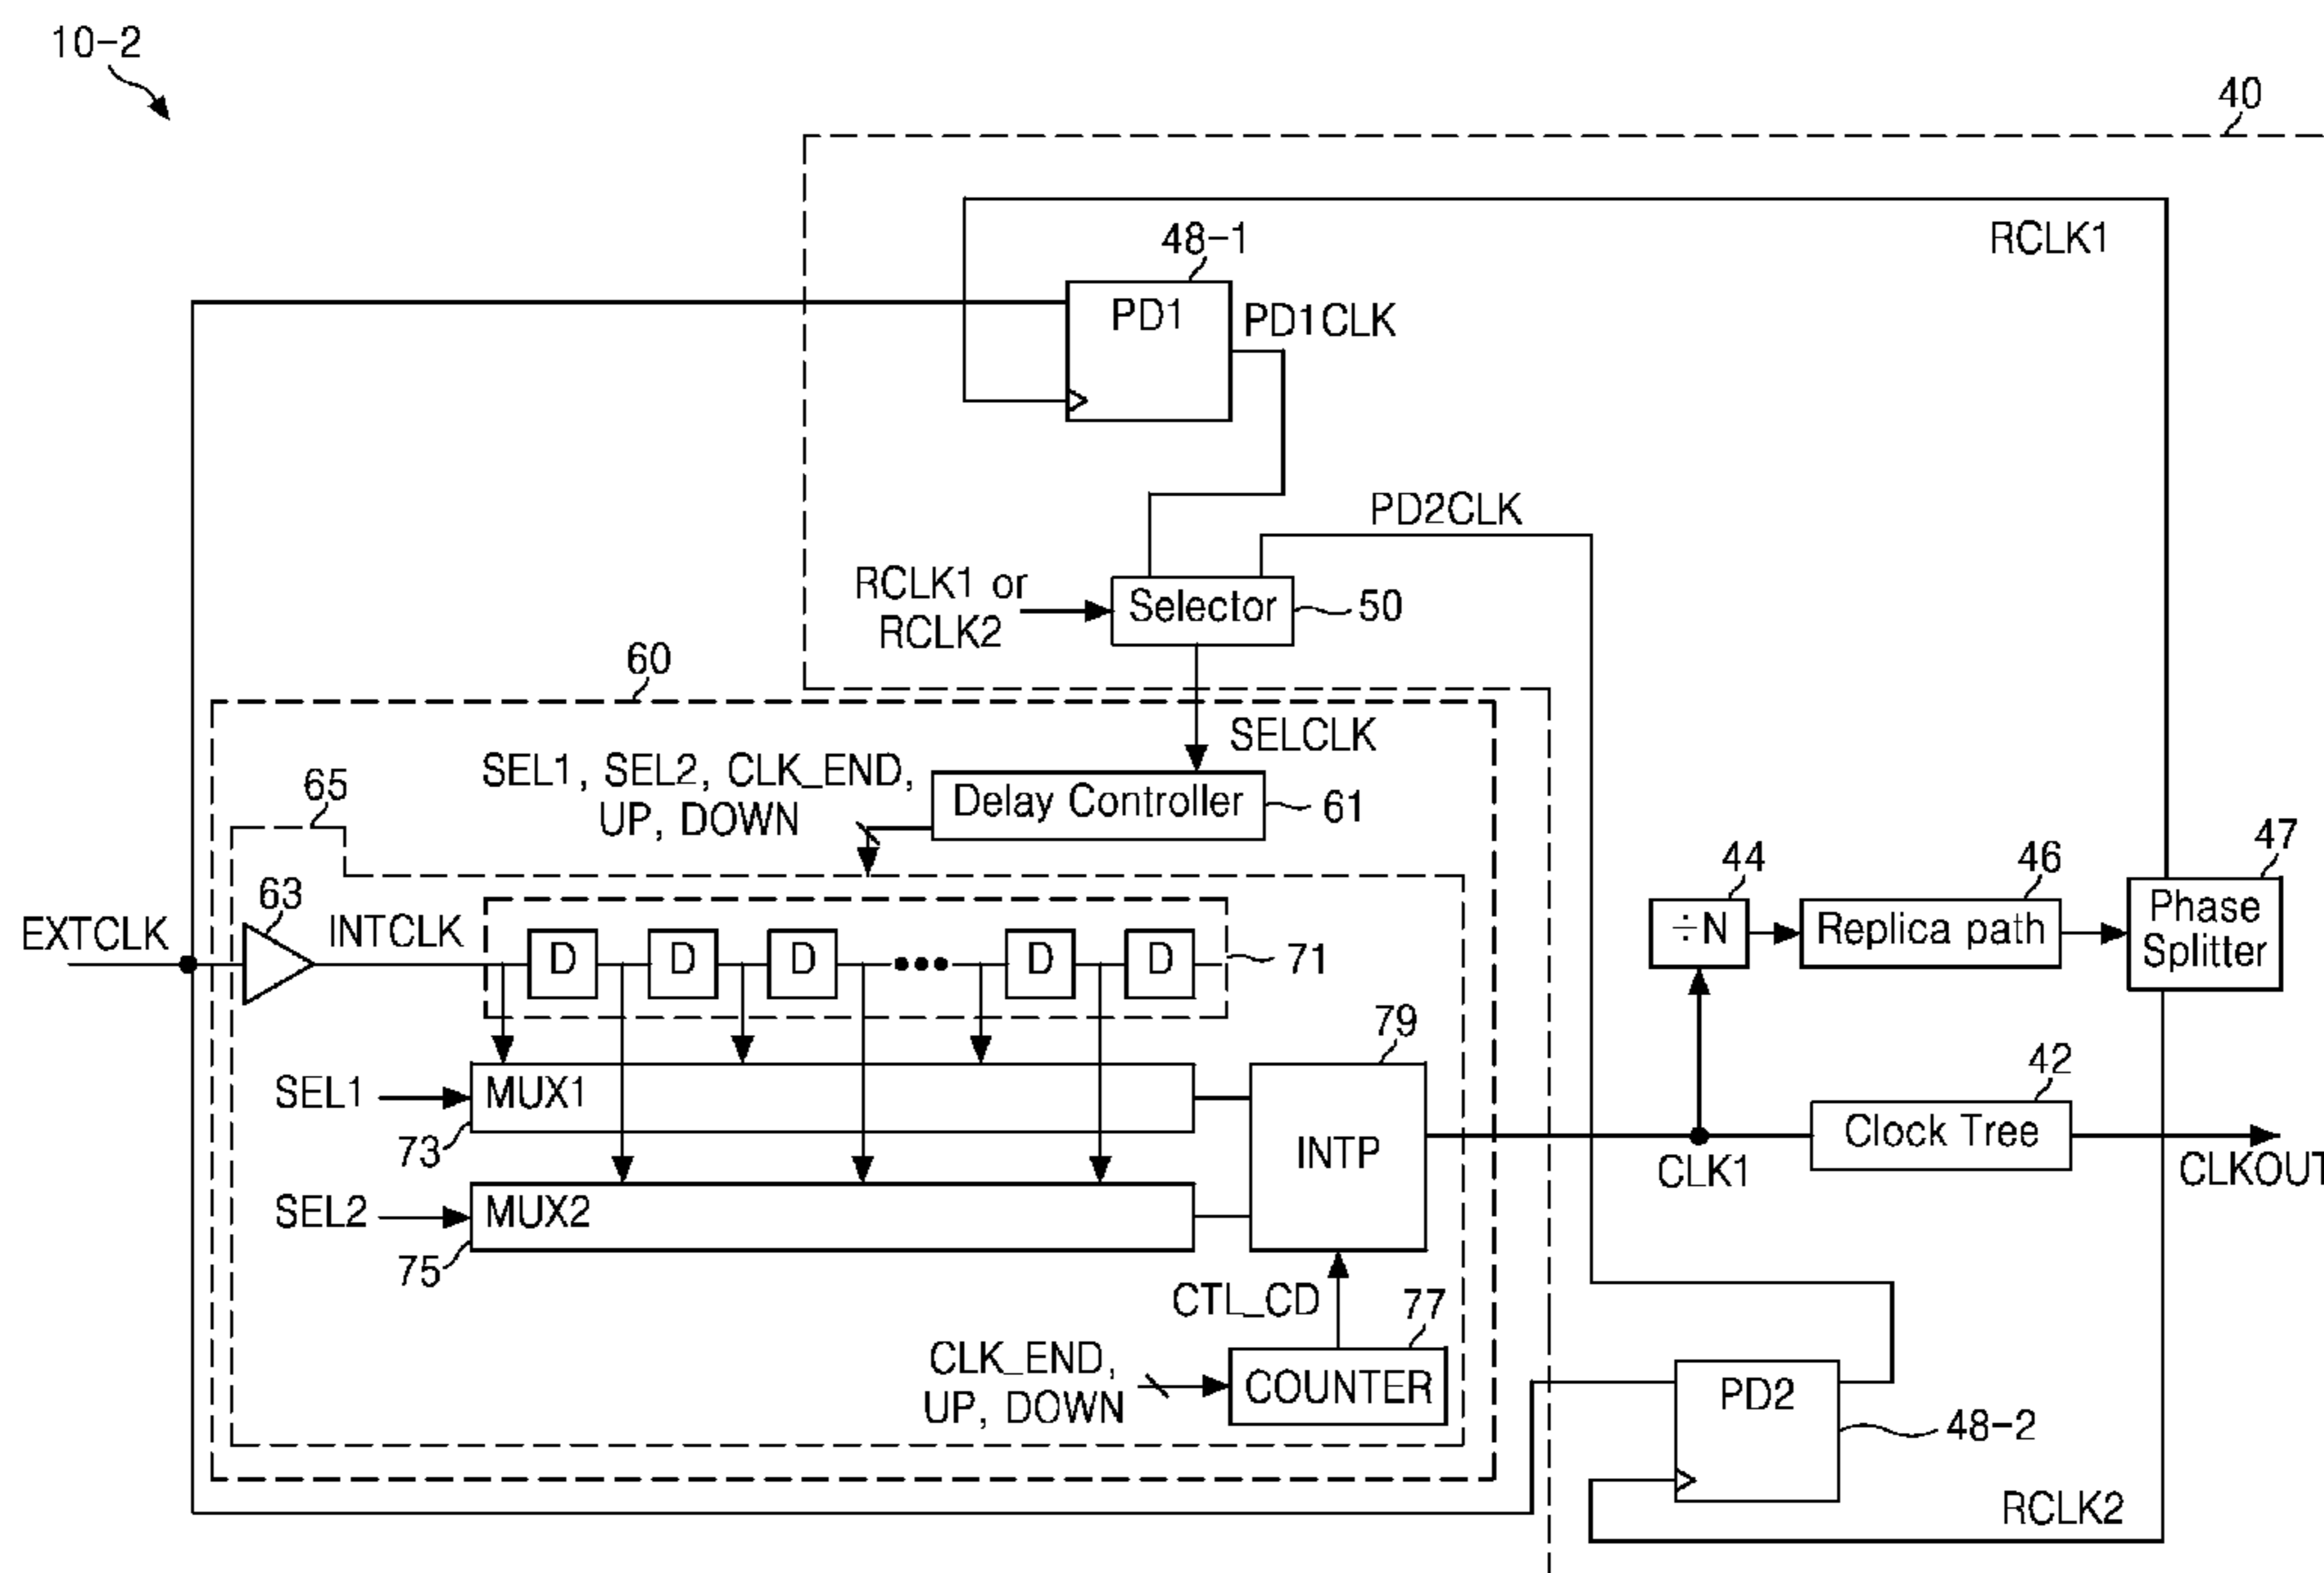 10-2
40
RCLK1
48-1
PD1
PD1CLK
PD2CLK
RCLK1 or
RCLK2
Selector
50
60
SELCLK
SEL1, SEL2, CLK_END,
UP, DOWN
65
Delay Controller
61
44
46
47
63
EXTCLK
INTCLK
D
D
D
D
D
71
÷N
Replica path
Phase
Splitter
79
42
SEL1
MUX1
73
INTP
Clock Tree
CLK1
CLKOUT
SEL2
MUX2
75
CTL_CD
77
CLK_END,
UP, DOWN
COUNTER
PD2
48-2
RCLK2